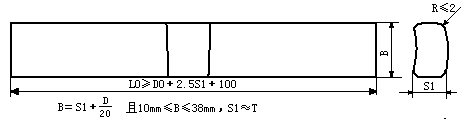 R≤2
B
L0≥D0+2.5S1+100
S1
B=S1+D/20 且10mm≤B≤38mm,S1≈T